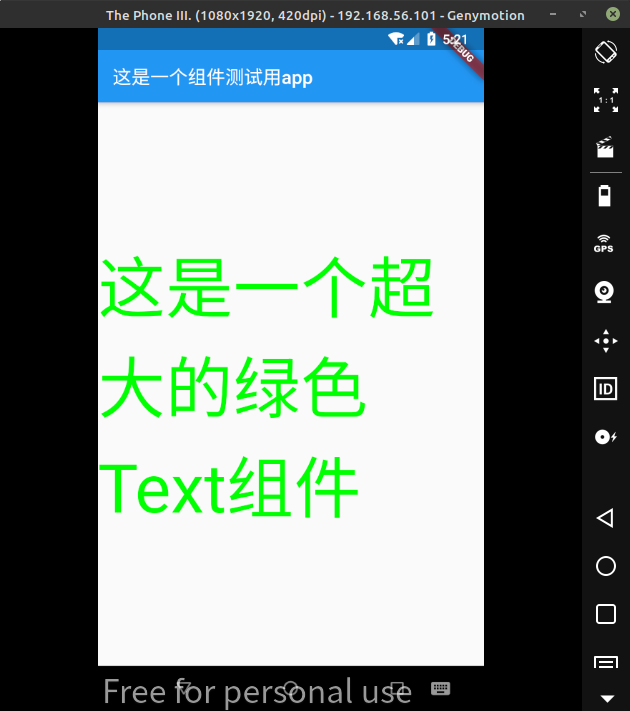 The Phone III. (1080x1920, 420dpi) - 192.168.56.101 - Genymotion
5:21
DEBUG
这是一个组件测试用app
1:1
GPS
这是一个超
大的绿色
Text组件
ID
Free for personal use